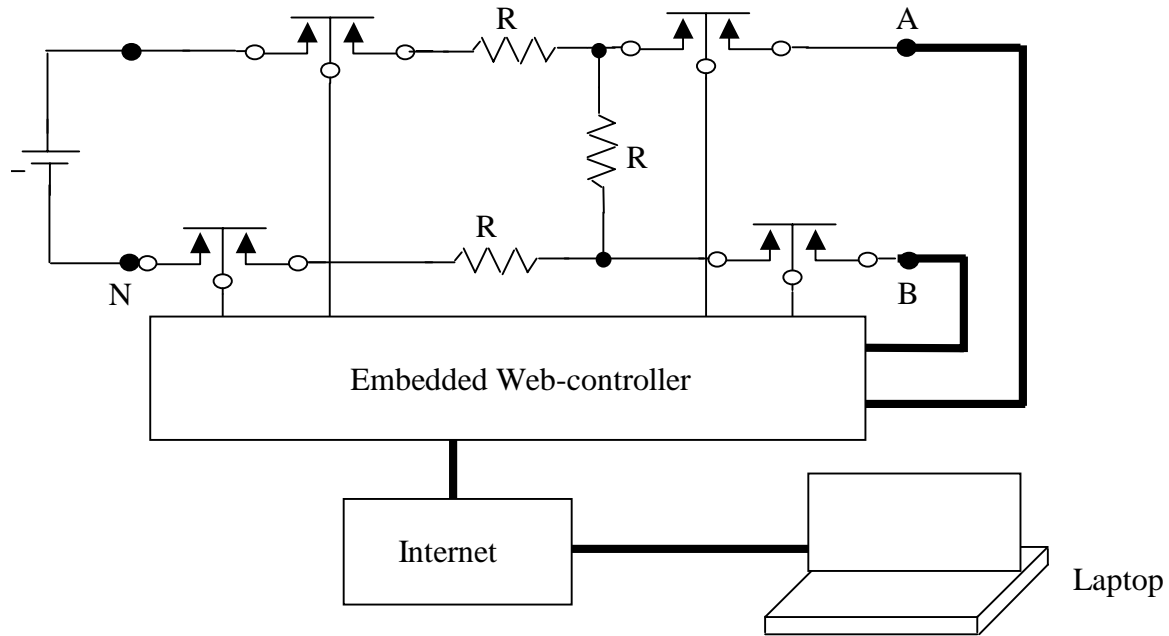 R
A
R
−
R
N
B
Embedded Web-controller
Internet
Laptop